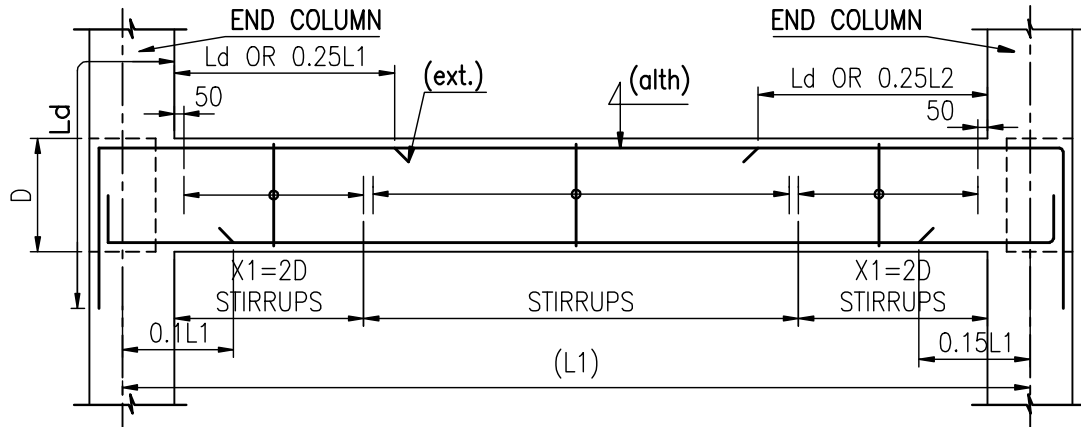 END COLUMN
END COLUMN
Ld OR 0.25L1
(ext.)
(alth)
Ld OR 0.25L2
50
50
Ld
D
X1=2D
STIRRUPS
STIRRUPS
X1=2D
STIRRUPS
0.1L1
(L1)
0.15L1